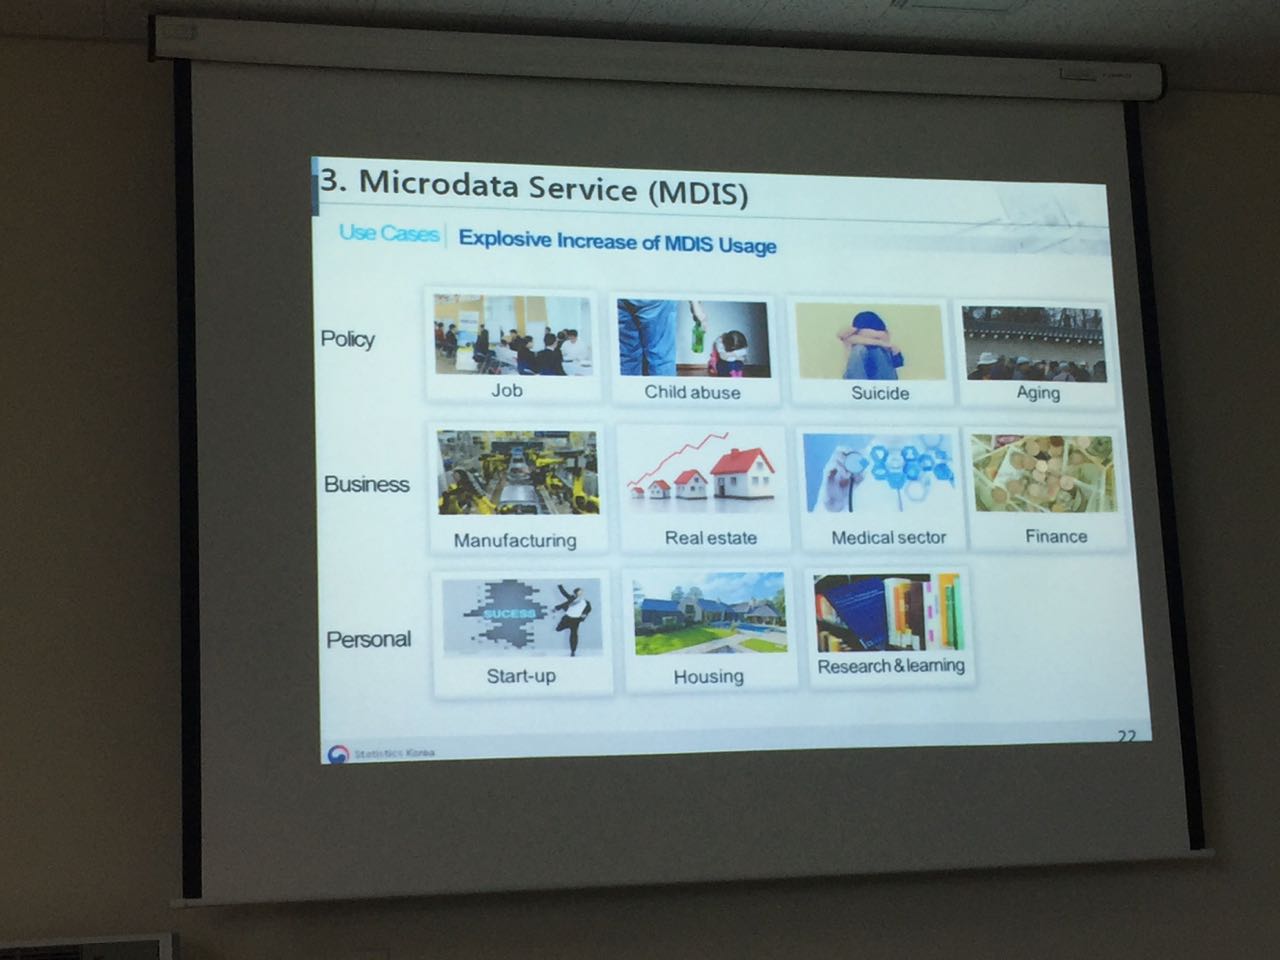 3. Microdata Service (MDIS)
Use Cases Explosive Increase of MDIS Usage
Policy
Job
Child abuse
Suicide
Aging
Business
Manufacturing
Real estate
Medical sector
Finance
Personal
SUCESS
Start-up
Housing
Research & learning
Statistics Korea
22